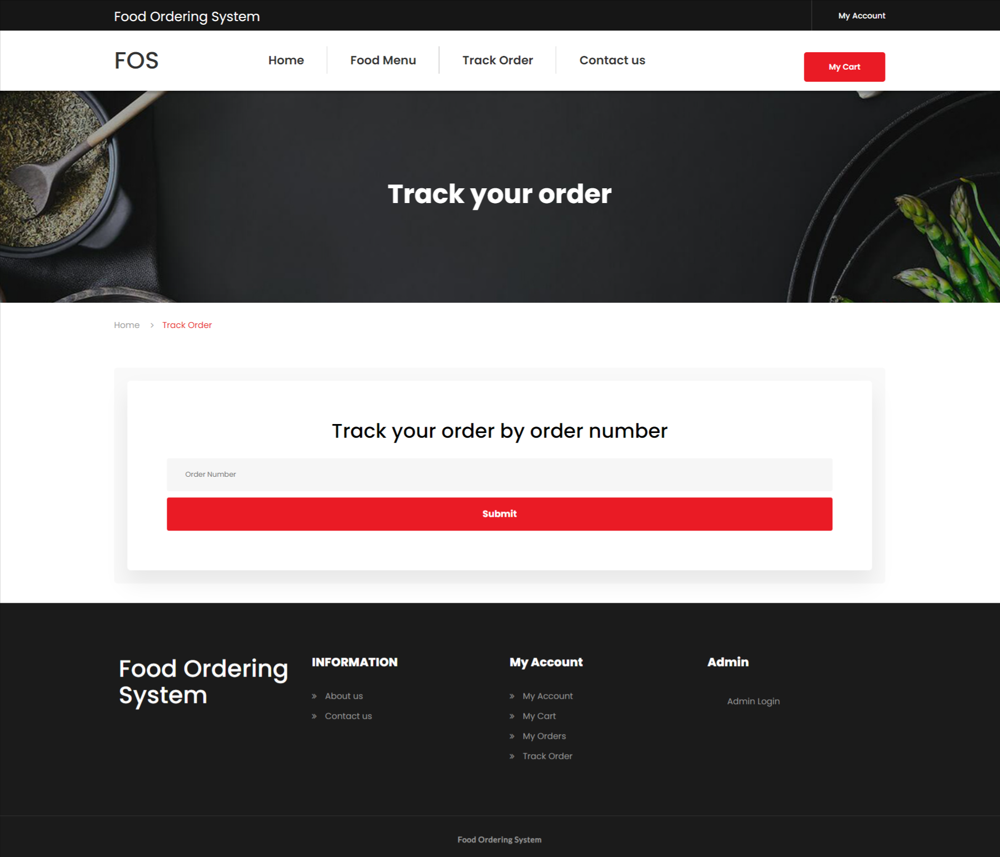 Food Ordering System
My Account
FOS
Home
Food Menu
Track Order
Contact us
My Cart
Track your order
Home > Track Order
Track your order by order number
Order Number
Submit
Food Ordering
System
INFORMATION
» About us
» Contact us
My Account
» My Account
» My Cart
» My Orders
» Track Order
Admin
Admin Login
Food Ordering System